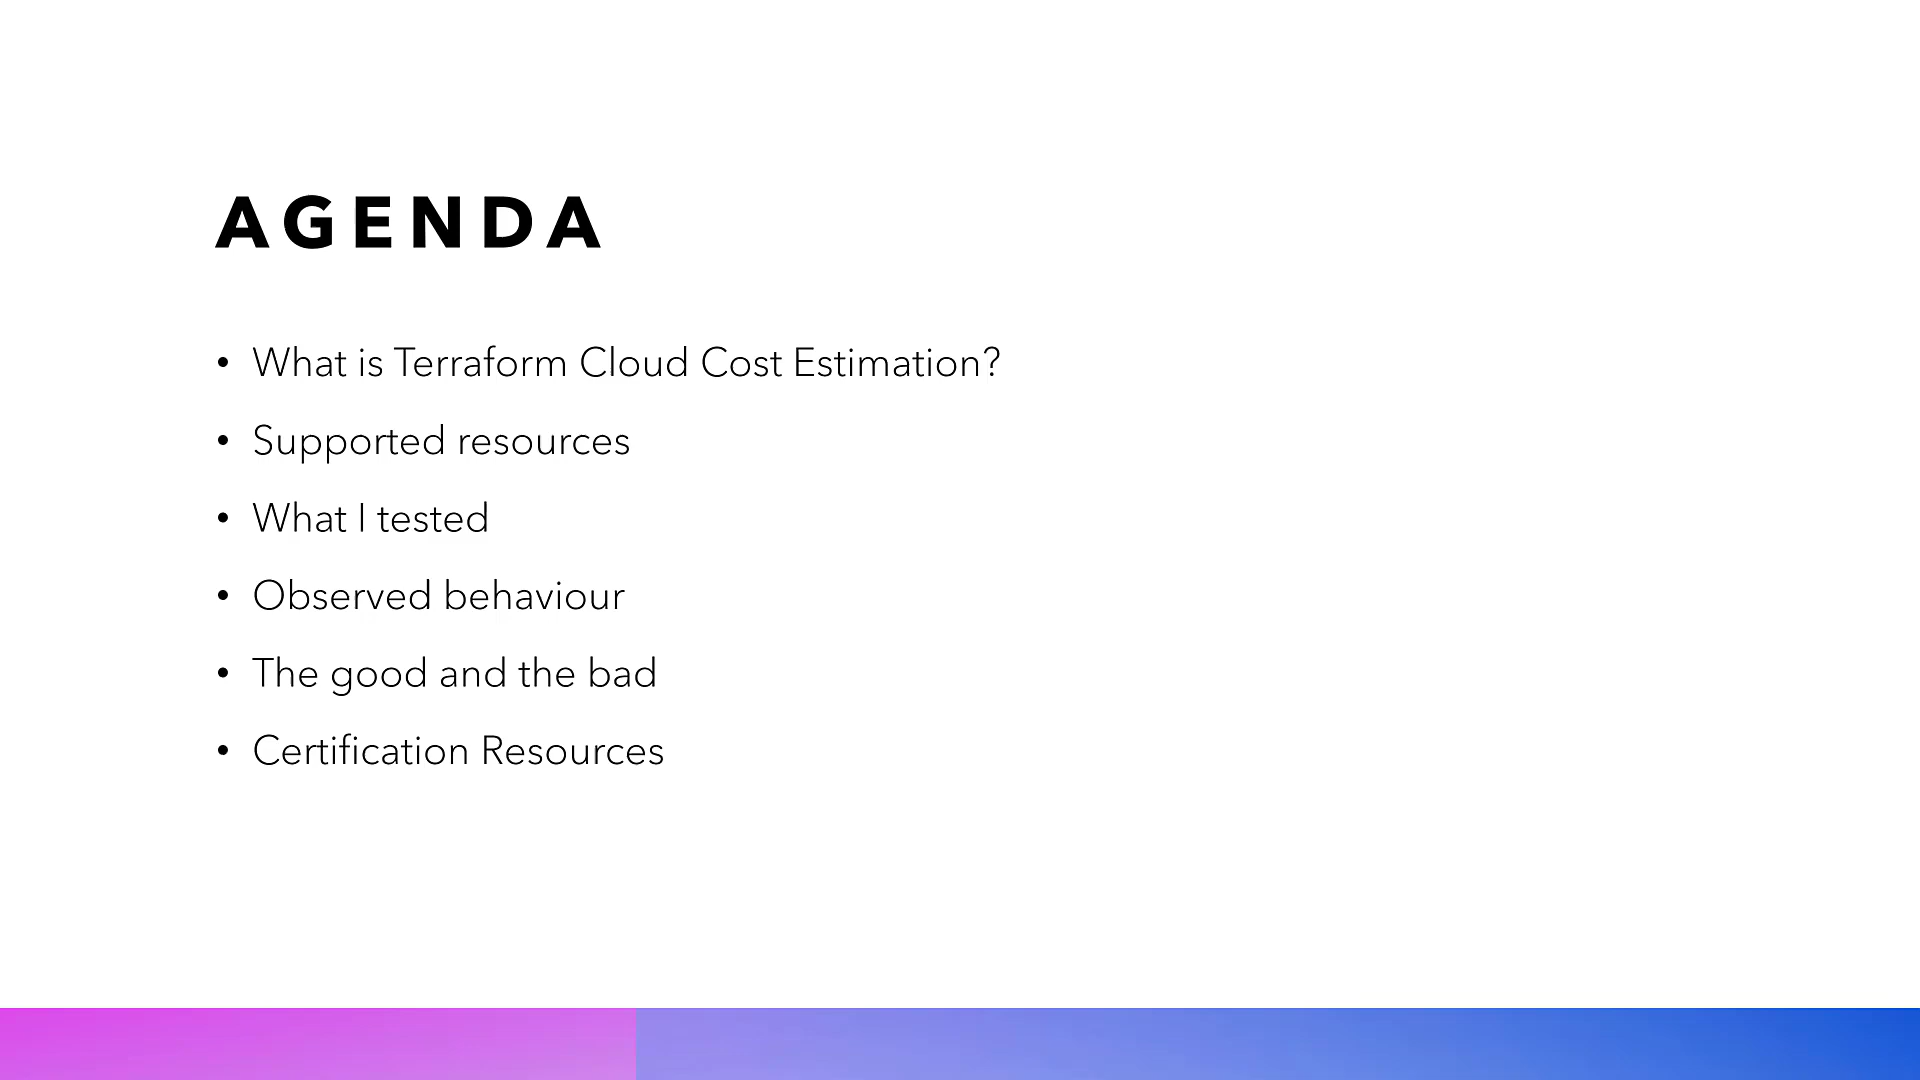 AGENDA
• What is Terraform Cloud Cost Estimation?
• Supported resources
• What I tested
• Observed behaviour
• The good and the bad
• Certification Resources